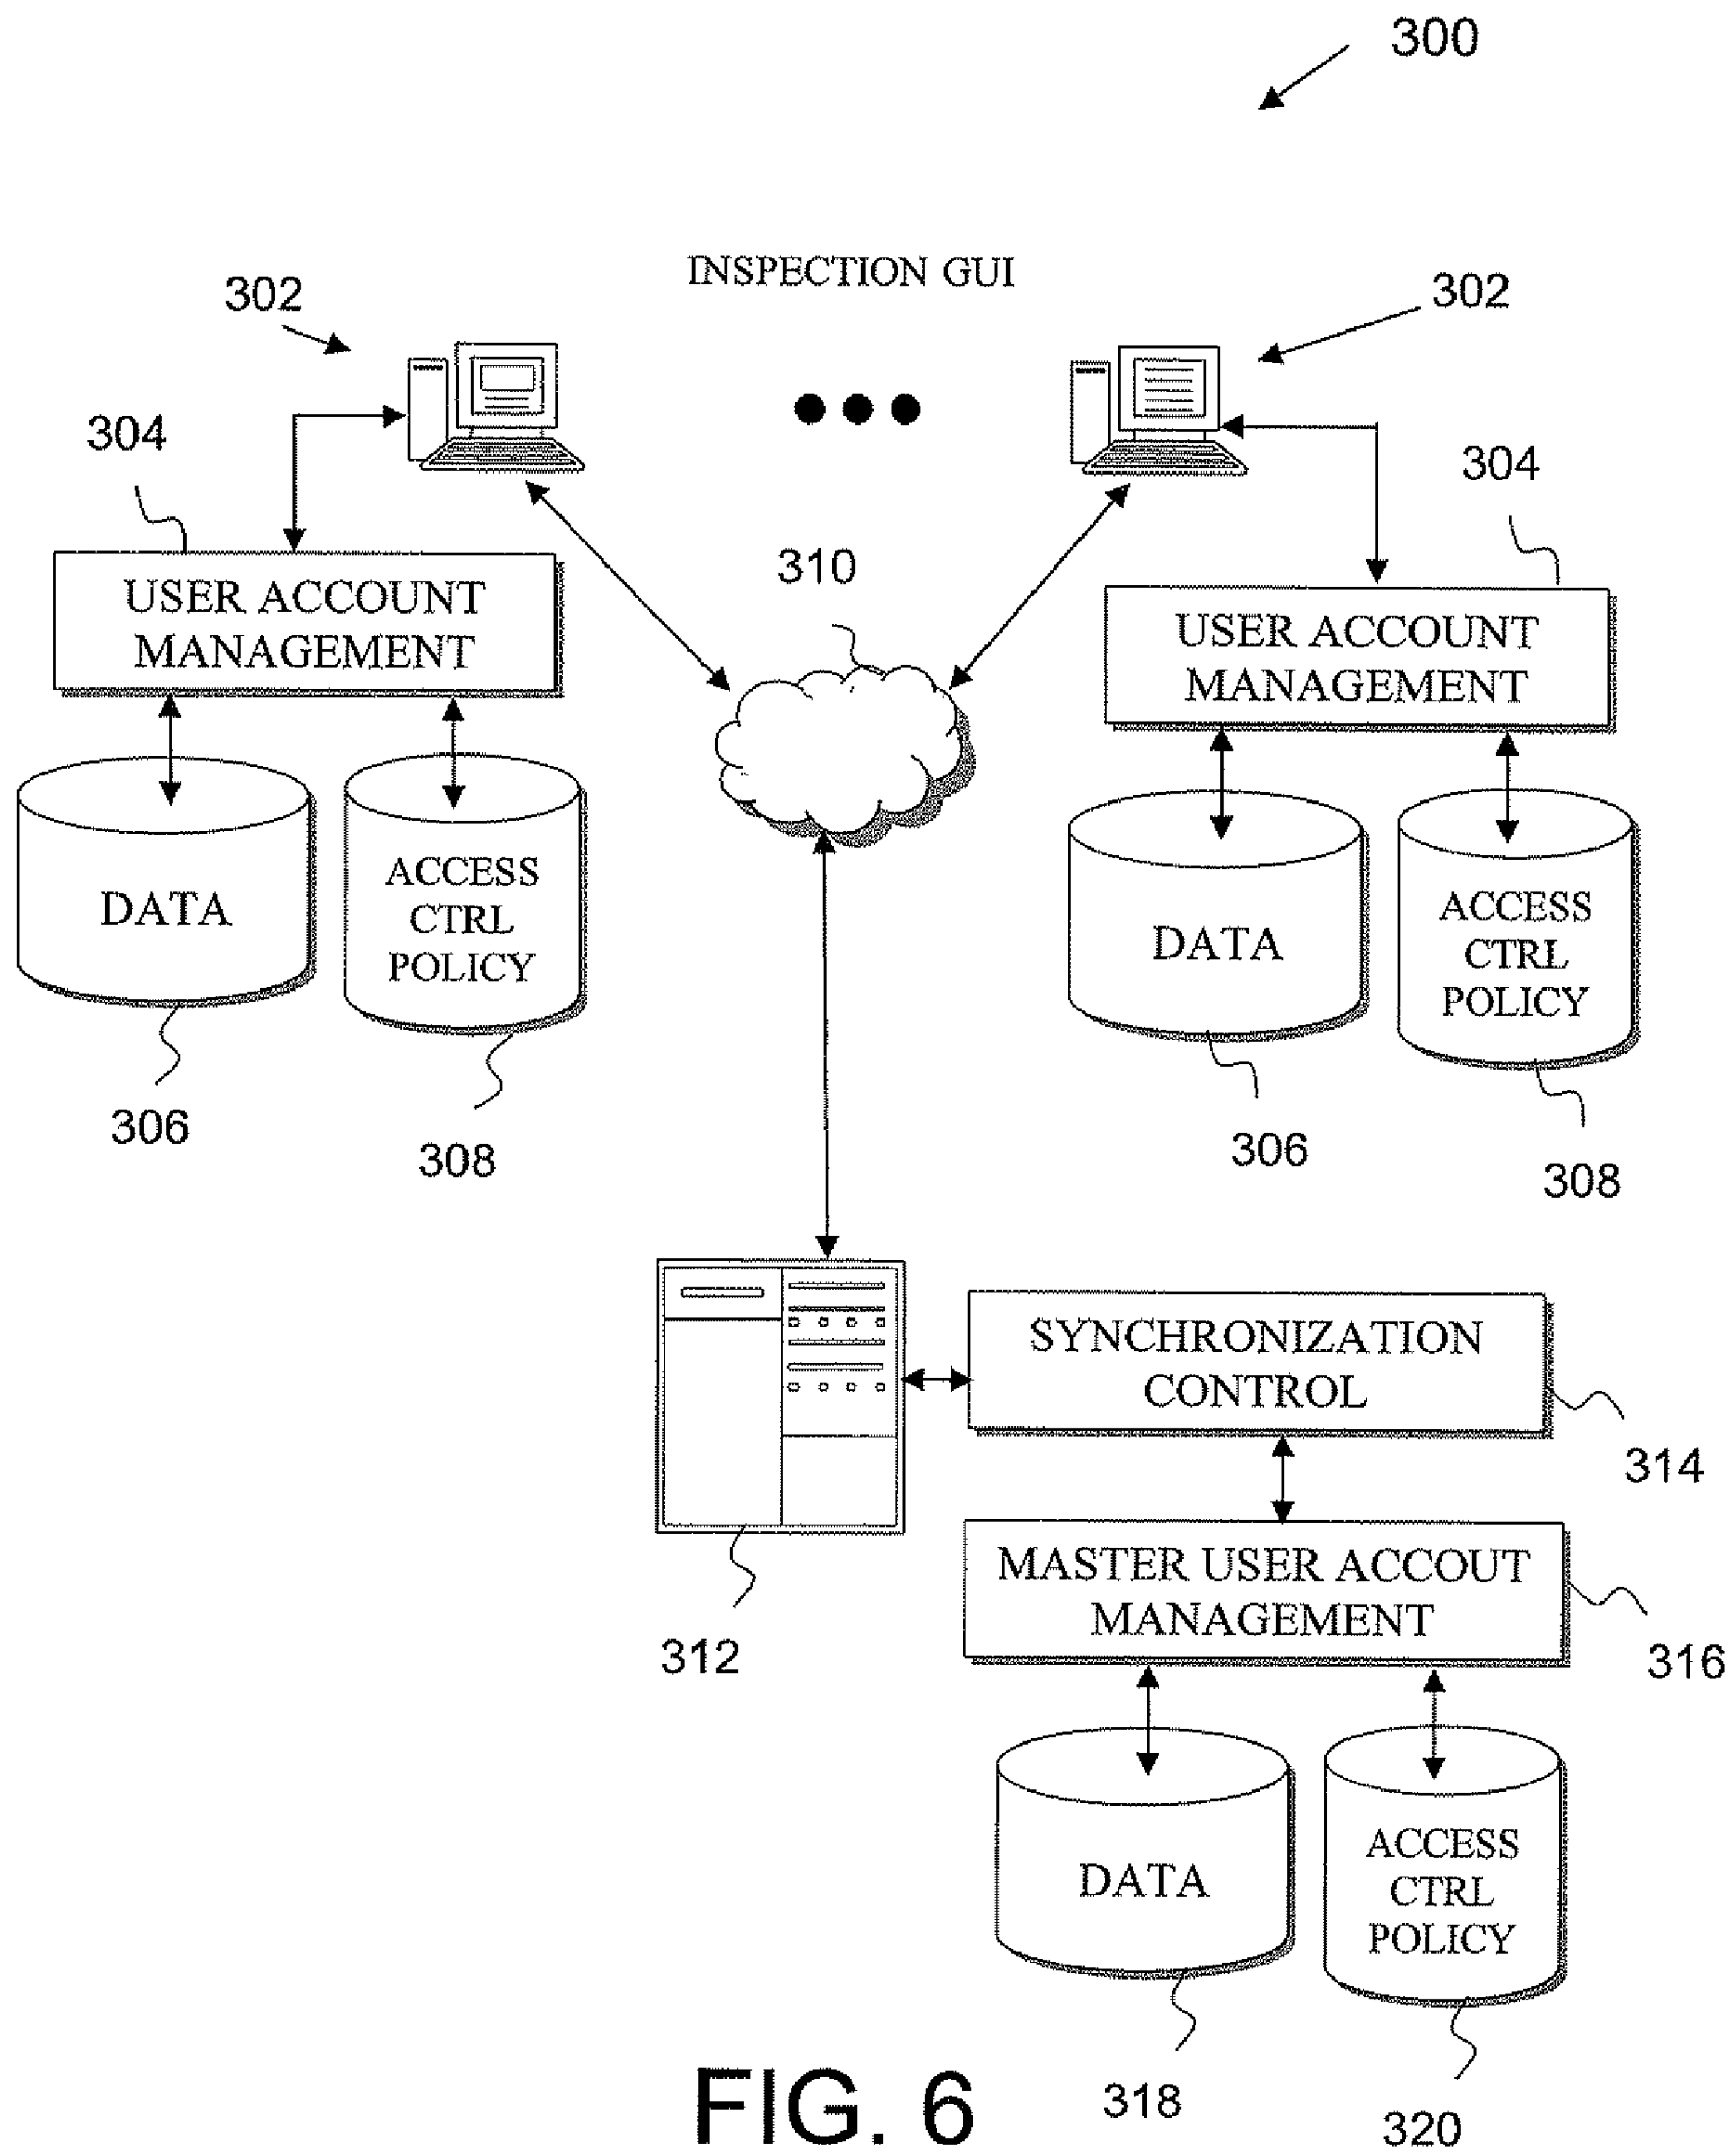 300
INSPECTION GUI
302
302
304
304
310
USER ACCOUNT
MANAGEMENT
USER ACCOUNT
MANAGEMENT
DATA
ACCESS
CTRL
POLICY
DATA
ACCESS
CTRL
POLICY
306
308
306
308
SYNCHRONIZATION
CONTROL
314
MASTER USER ACCOUT
MANAGEMENT
312
316
DATA
ACCESS
CTRL
POLICY
318
320
FIG. 6